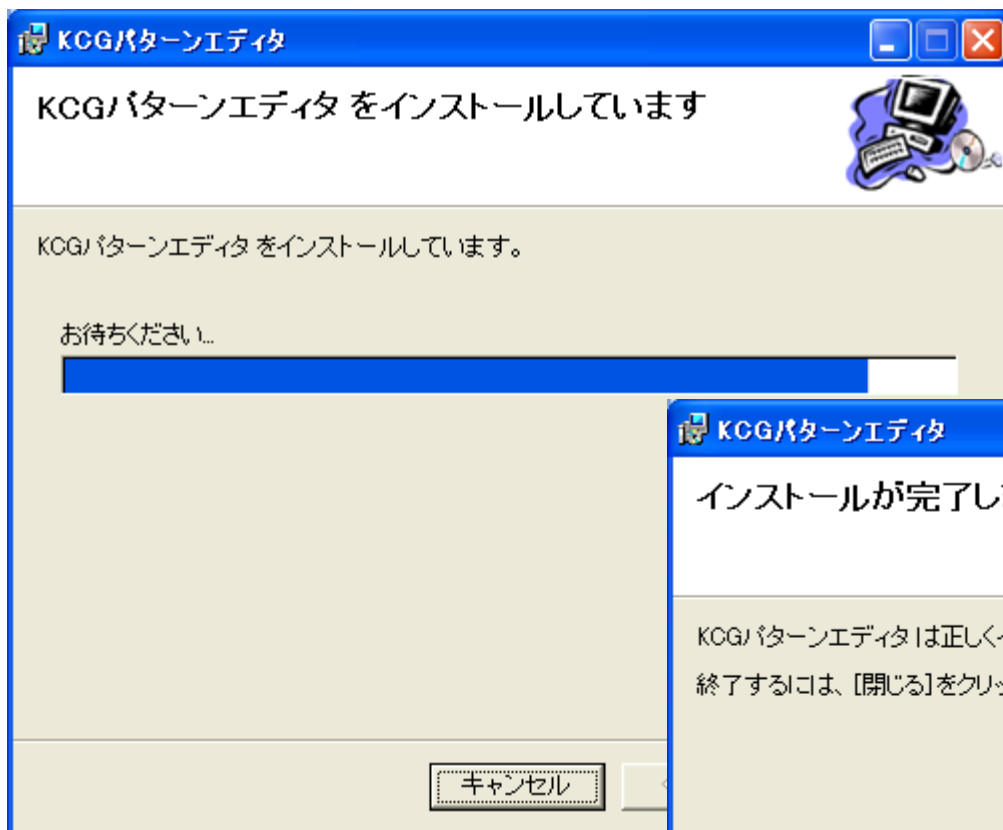 KCGパターンエディタ
KCGパターンエディタ をインストールしています
KCGパターンエディタ をインストールしています。
お待ちください...
キャンセル
<
KCGパターンエディタ
インストールが完了し
KCGパターンエディタ は正しく
終了するには、[閉じる]をクリッ